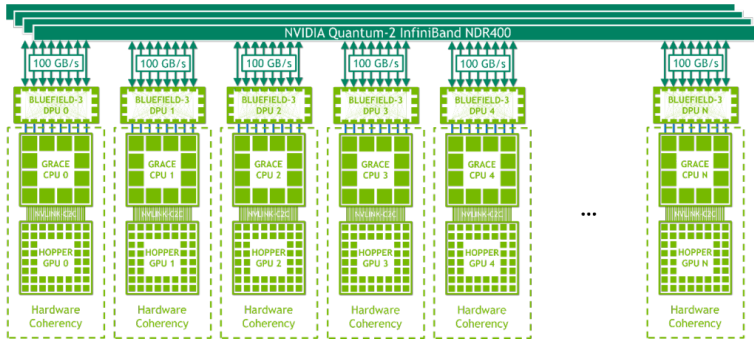 NVIDIA Quantum-2 InfiniBand NDR400
100 GB/s
100 GB/s
100 GB/s
100 GB/s
100 GB/s
100 GB/s
BLUEFIELD-3
DPU 0
BLUEFIELD-3
DPU 1
BLUEFIELD-3
DPU 2
BLUEFIELD-3
DPU 3
BLUEFIELD-3
DPU 4
BLUEFIELD-3
DPU N
GRACE
CPU 0
GRACE
CPU 1
GRACE
CPU 2
GRACE
CPU 3
GRACE
CPU 4
GRACE
CPU N
NVLINK-C2C
NVLINK-C2C
NVLINK-C2C
NVLINK-C2C
NVLINK-C2C
...
NVLINK-C2C
HOPPER
GPU 0
HOPPER
GPU 1
HOPPER
GPU 2
HOPPER
GPU 3
HOPPER
GPU 4
HOPPER
GPU N
Hardware
Coherency
Hardware
Coherency
Hardware
Coherency
Hardware
Coherency
Hardware
Coherency
Hardware
Coherency